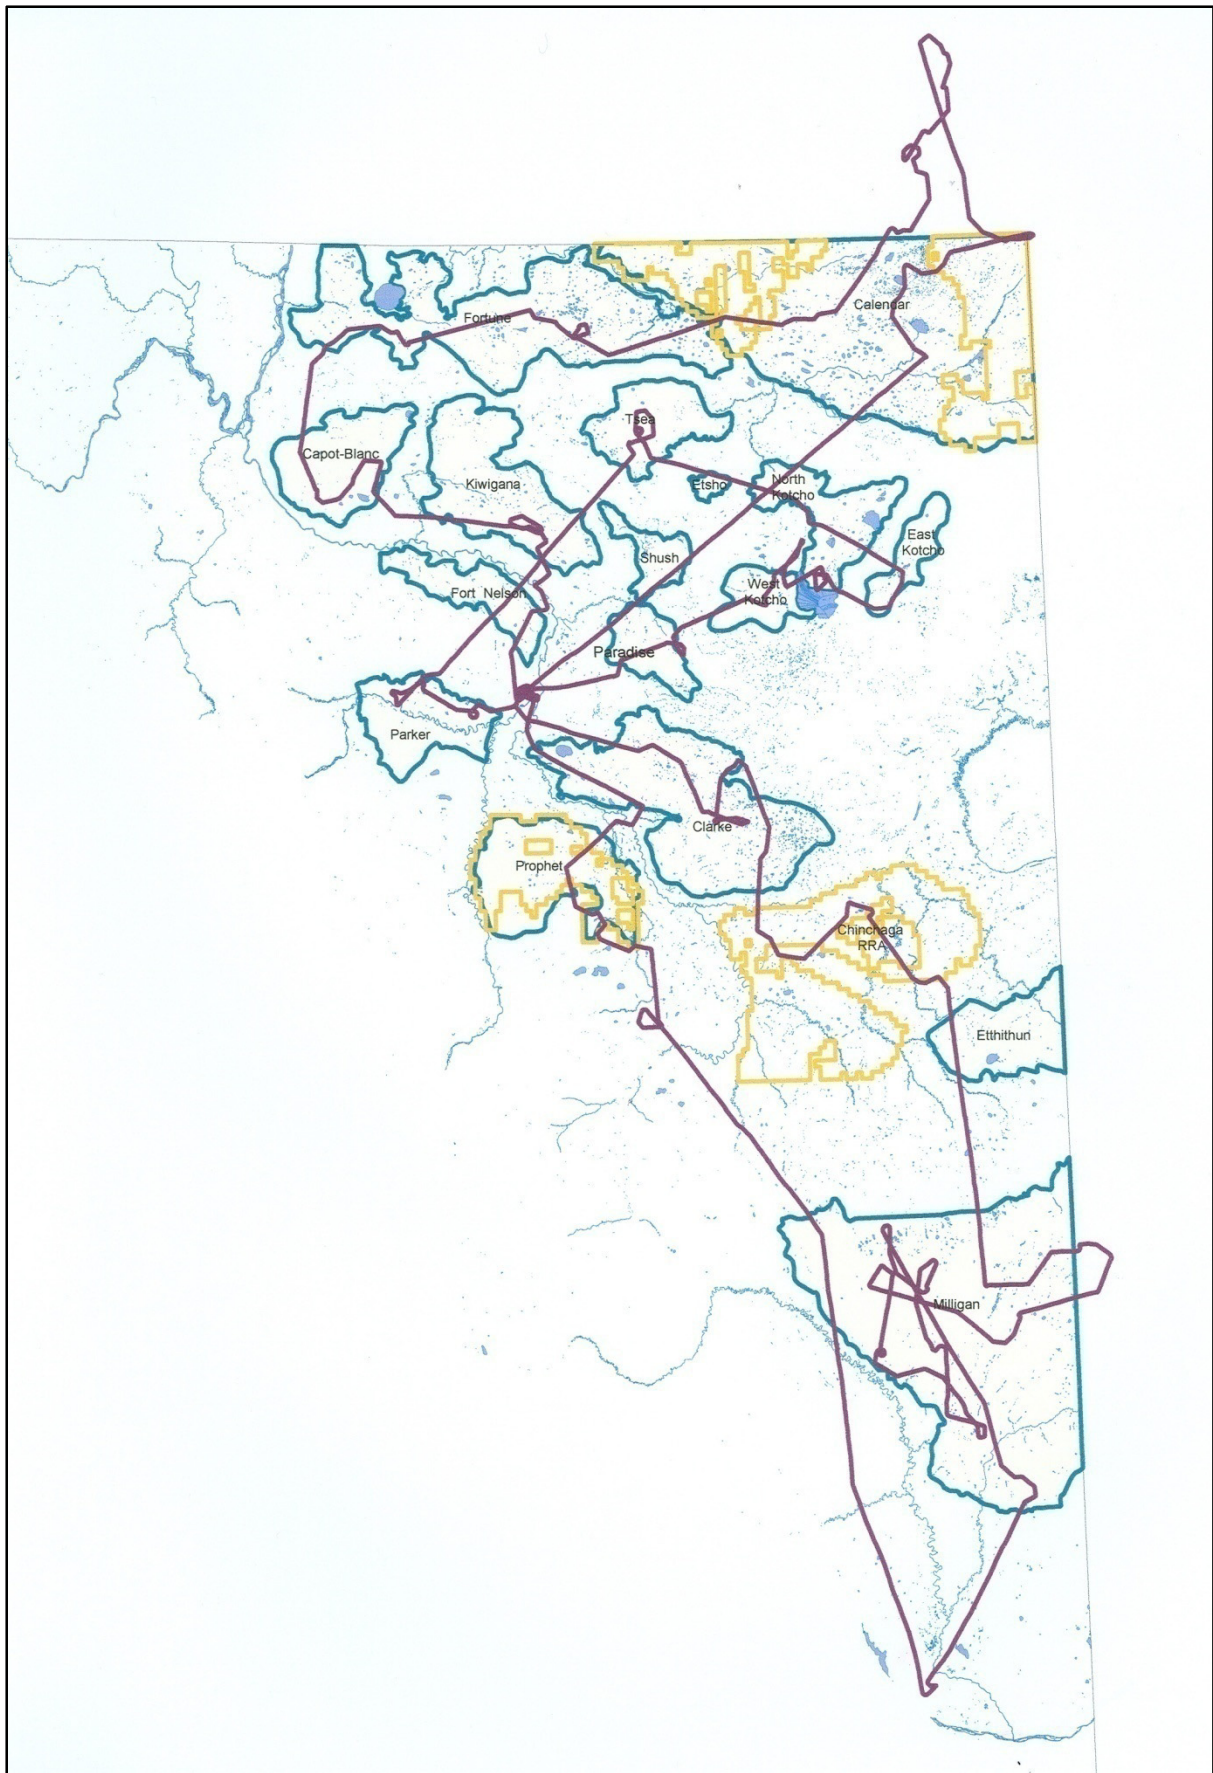 Calendar
Fortune
Tsea
Capot-Blanc
Kiwigana
Etsho
North
Kotcho
East
Kotcho
Shush
West
Kotcho
Fort Nelson
Paradise
Parker
Clarke
Prophet
Chinchaga
RRA
Etthithun
Milligan